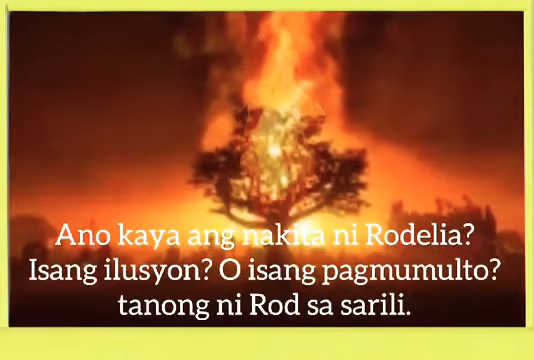 Ano kaya ang nakita ni Rodelia?
Isang ilusyon? O isang pagmumulto?
tanong ni Rod sa sarili.